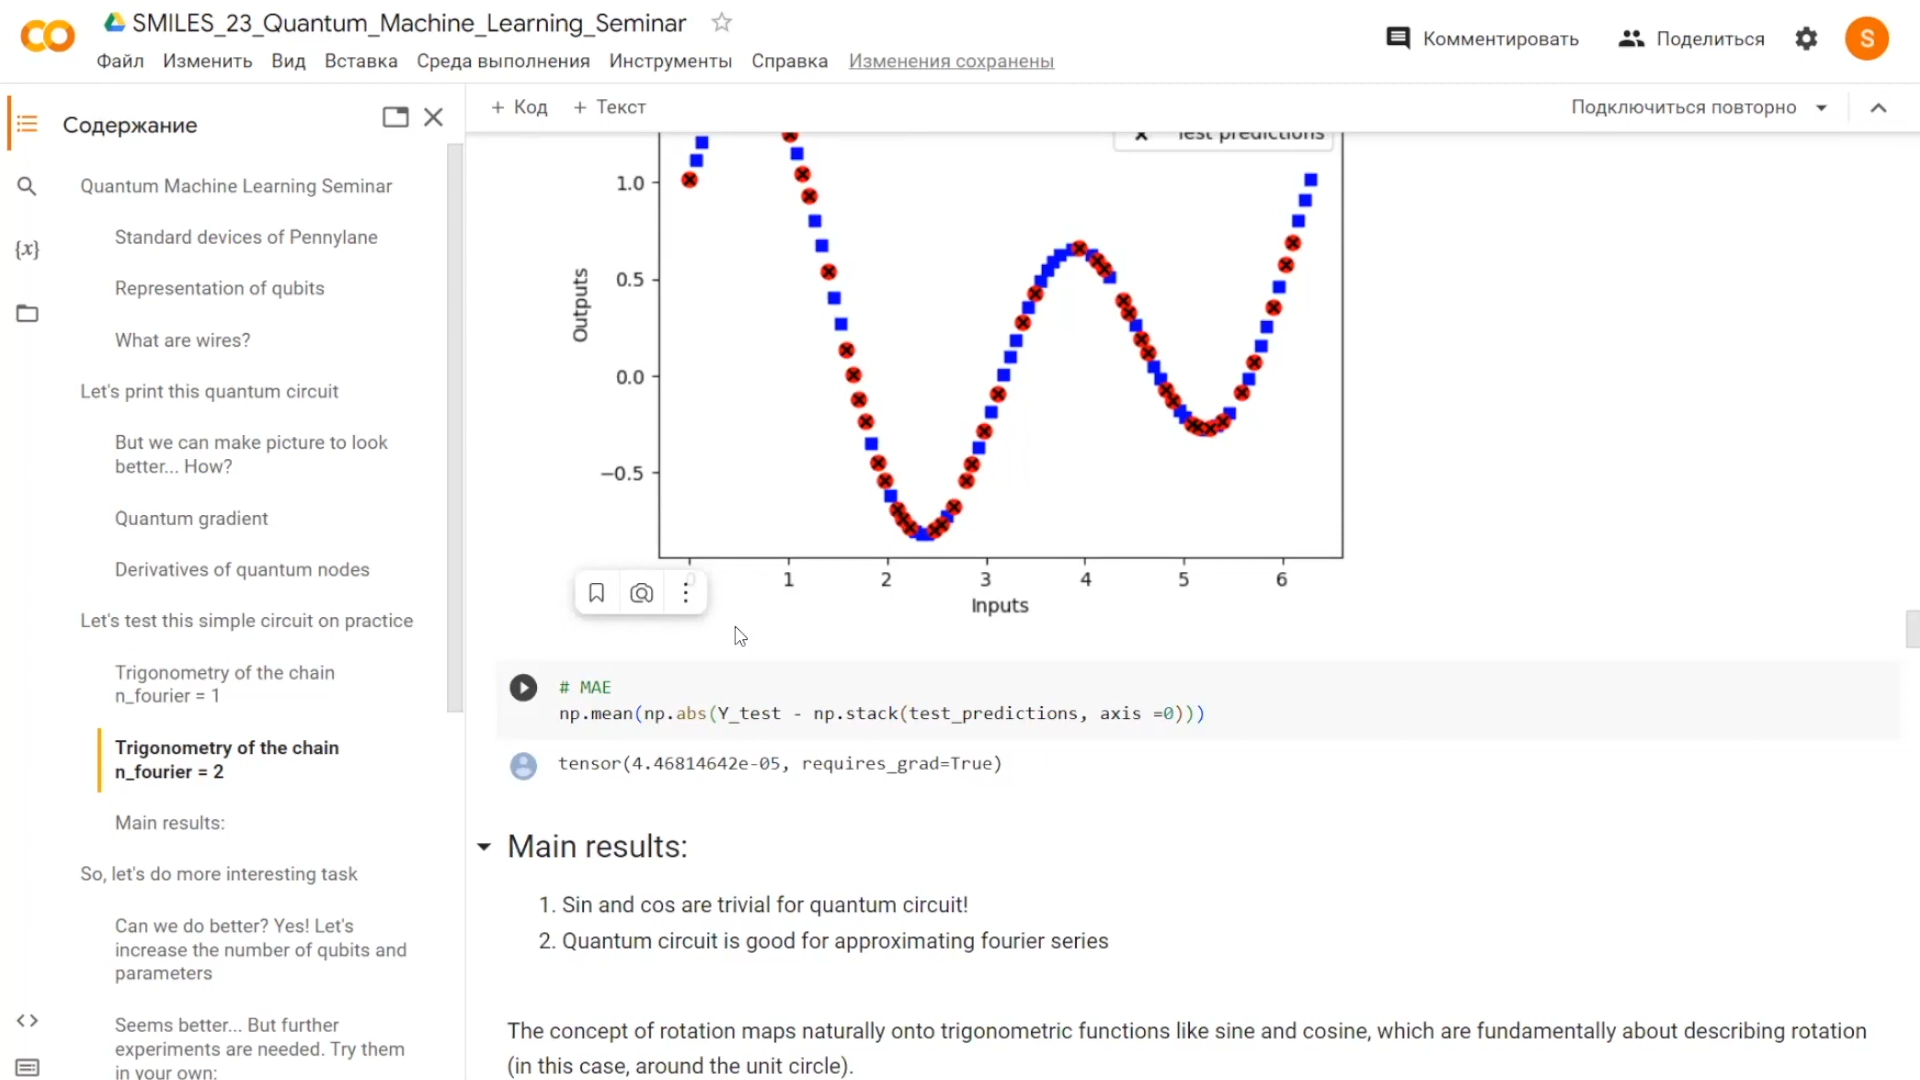 SMILES_23_Quantum_Machine_Learning_Seminar
Файл Изменить Вид Вставка Среда выполнения Инструменты Справка Изменения сохранены
Комментировать Поделиться S
Содержание
Quantum Machine Learning Seminar
Standard devices of Pennylane
Representation of qubits
What are wires?
Let's print this quantum circuit
But we can make picture to look
better... How?
Quantum gradient
Derivatives of quantum nodes
Let's test this simple circuit on practice
Trigonometry of the chain
n_fourier = 1
Trigonometry of the chain
n_fourier = 2
Main results:
So, let's do more interesting task
Can we do better? Yes! Let's
increase the number of qubits and
parameters
Seems better... But further
experiments are needed. Try them
in your own:
{x}
<>
+ Код + Текст
Подключиться повторно
Test predictions
1.0
0.5
0.0
−0.5
Outputs
0 1 2 3 4 5 6
Inputs
# MAE
np.mean(np.abs(Y_test - np.stack(test_predictions, axis =0)))
tensor(4.46814642e-05, requires_grad=True)
Main results:
1. Sin and cos are trivial for quantum circuit!
2. Quantum circuit is good for approximating fourier series
The concept of rotation maps naturally onto trigonometric functions like sine and cosine, which are fundamentally about describing rotation
(in this case, around the unit circle).